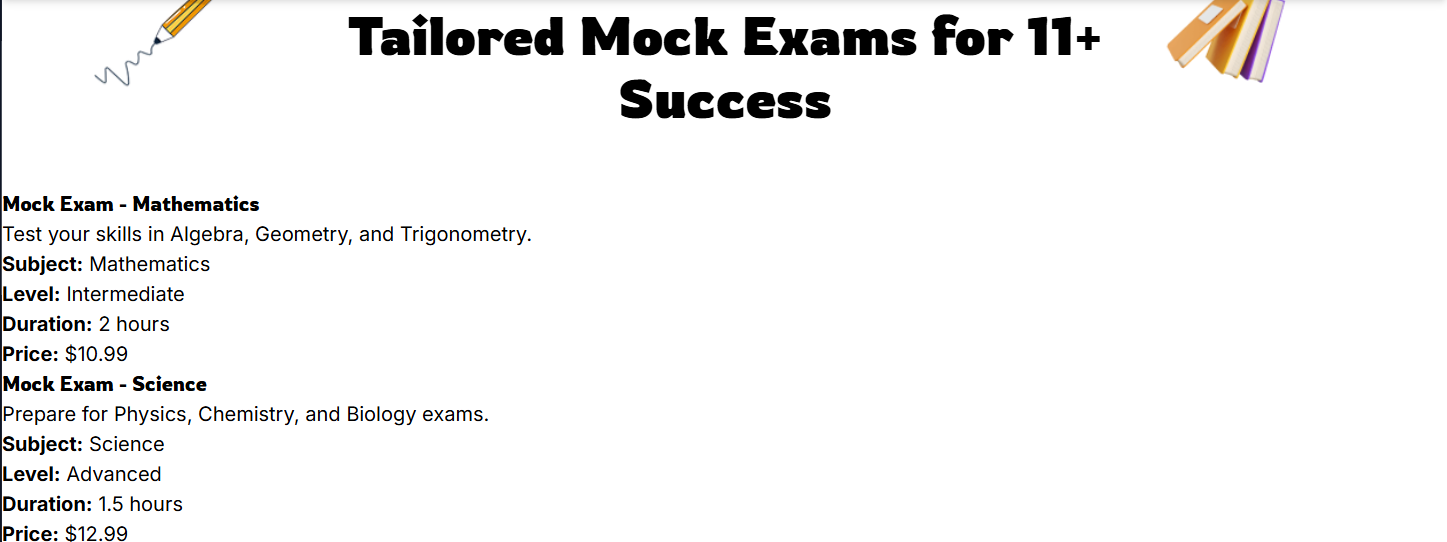 Tailored Mock Exams for 11+
Success
Mock Exam - Mathematics
Test your skills in Algebra, Geometry, and Trigonometry.
Subject: Mathematics
Level: Intermediate
Duration: 2 hours
Price: $10.99
Mock Exam - Science
Prepare for Physics, Chemistry, and Biology exams.
Subject: Science
Level: Advanced
Duration: 1.5 hours
Price: $12.99